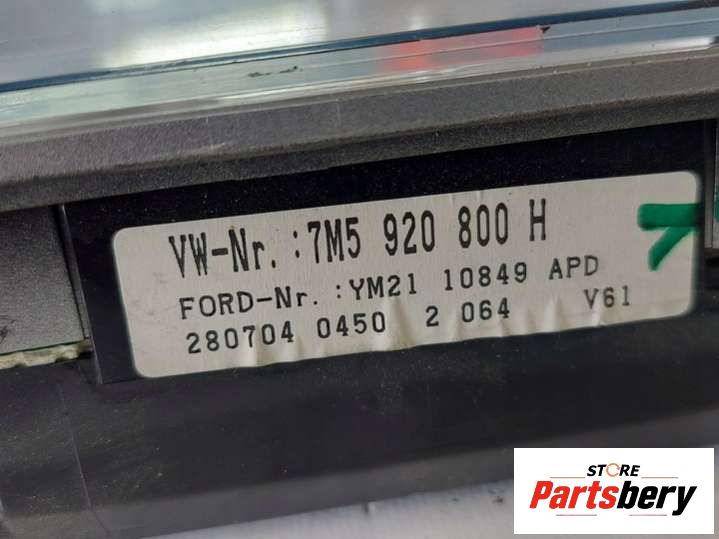 VW-Nr.:7M5 920 800 H
FORD-Nr.:YM21 10849 APD
280704 0450 2 064 V61
STORE
Partsbery